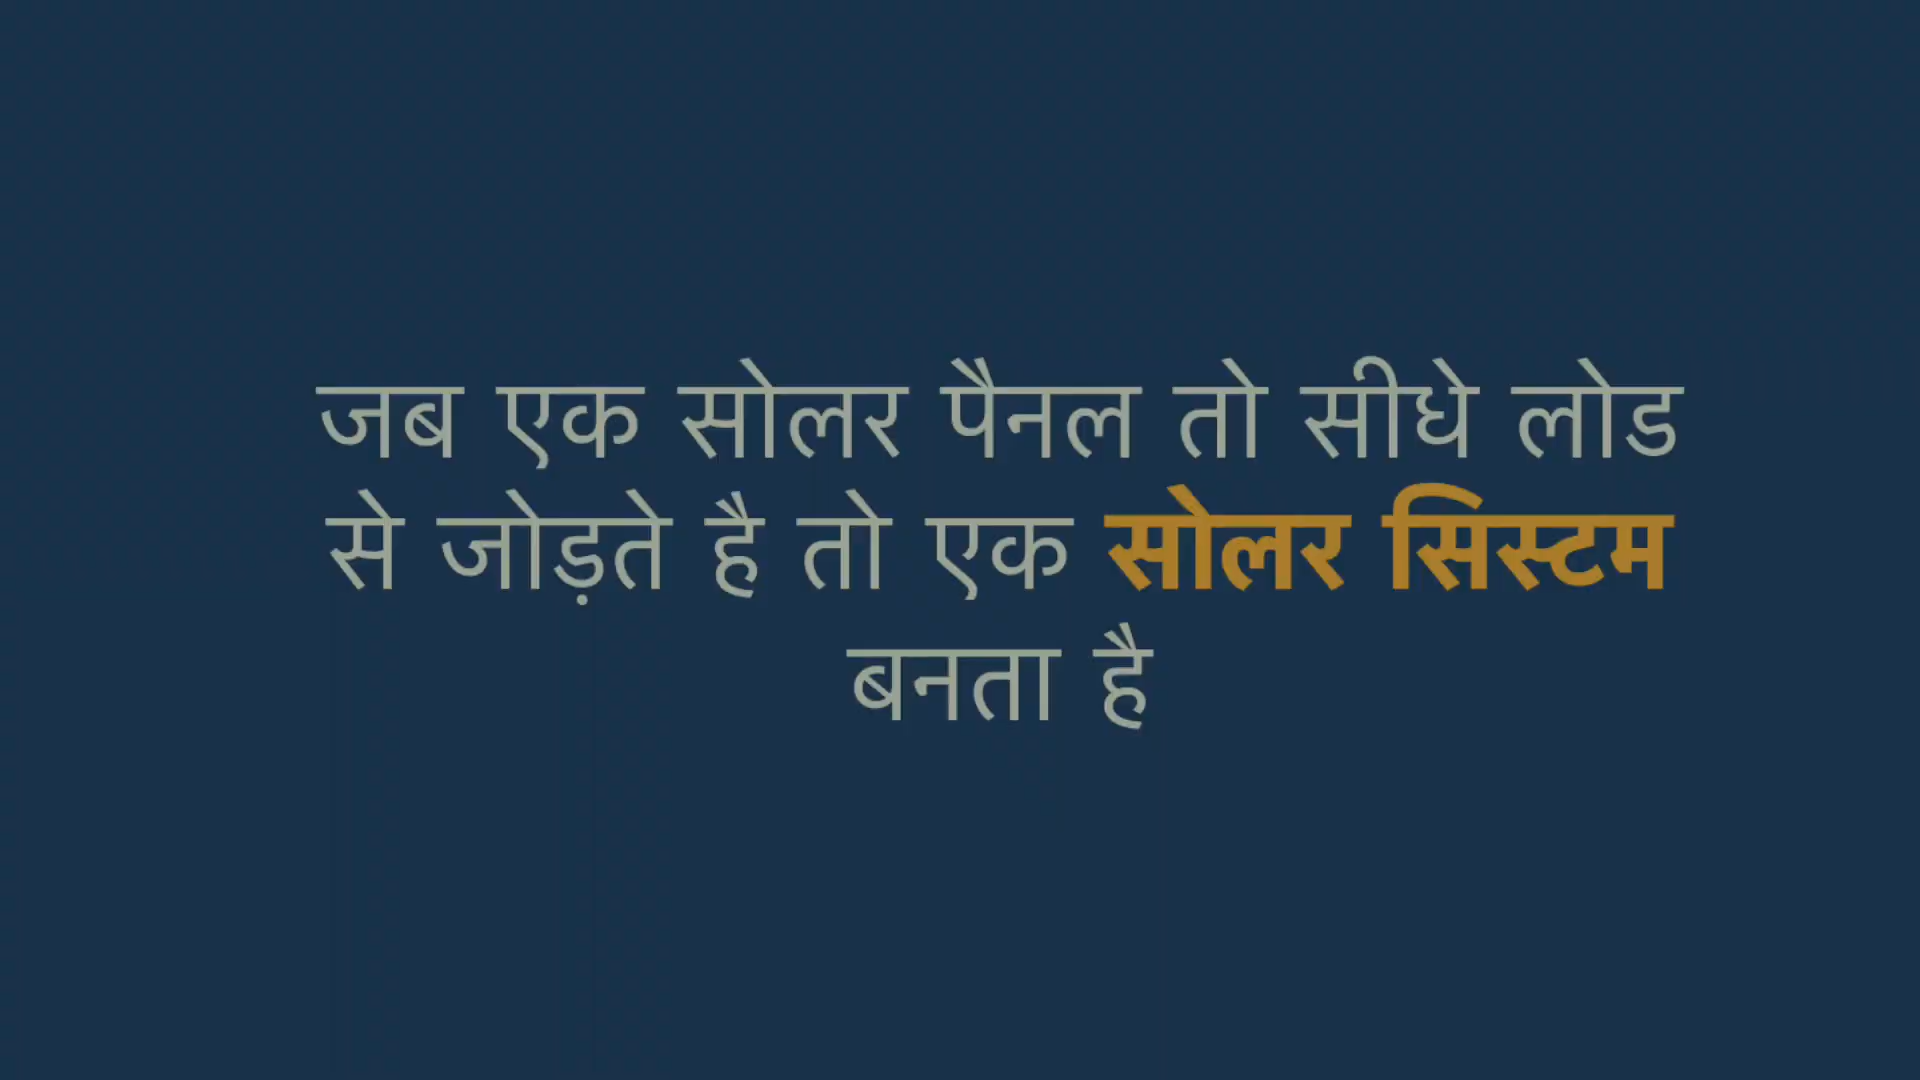 जब एक सोलर पैनल तो सीधे लोड
से जोड़ते है तो एक सोलर सिस्टम
बनता है